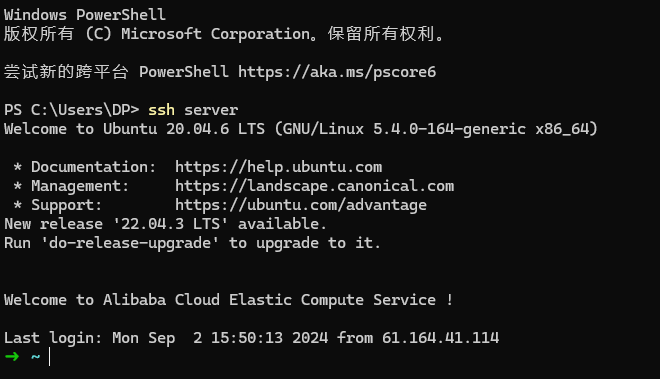 Windows PowerShell
版权所有 (C) Microsoft Corporation。保留所有权利。
尝试新的跨平台 PowerShell https://aka.ms/pscore6
PS C:\Users\DP> ssh server
Welcome to Ubuntu 20.04.6 LTS (GNU/Linux 5.4.0-164-generic x86_64)
 * Documentation:  https://help.ubuntu.com
 * Management:     https://landscape.canonical.com
 * Support:        https://ubuntu.com/advantage
New release '22.04.3 LTS' available.
Run 'do-release-upgrade' to upgrade to it.
Welcome to Alibaba Cloud Elastic Compute Service !
Last login: Mon Sep  2 15:50:13 2024 from 61.164.41.114
➜ ~